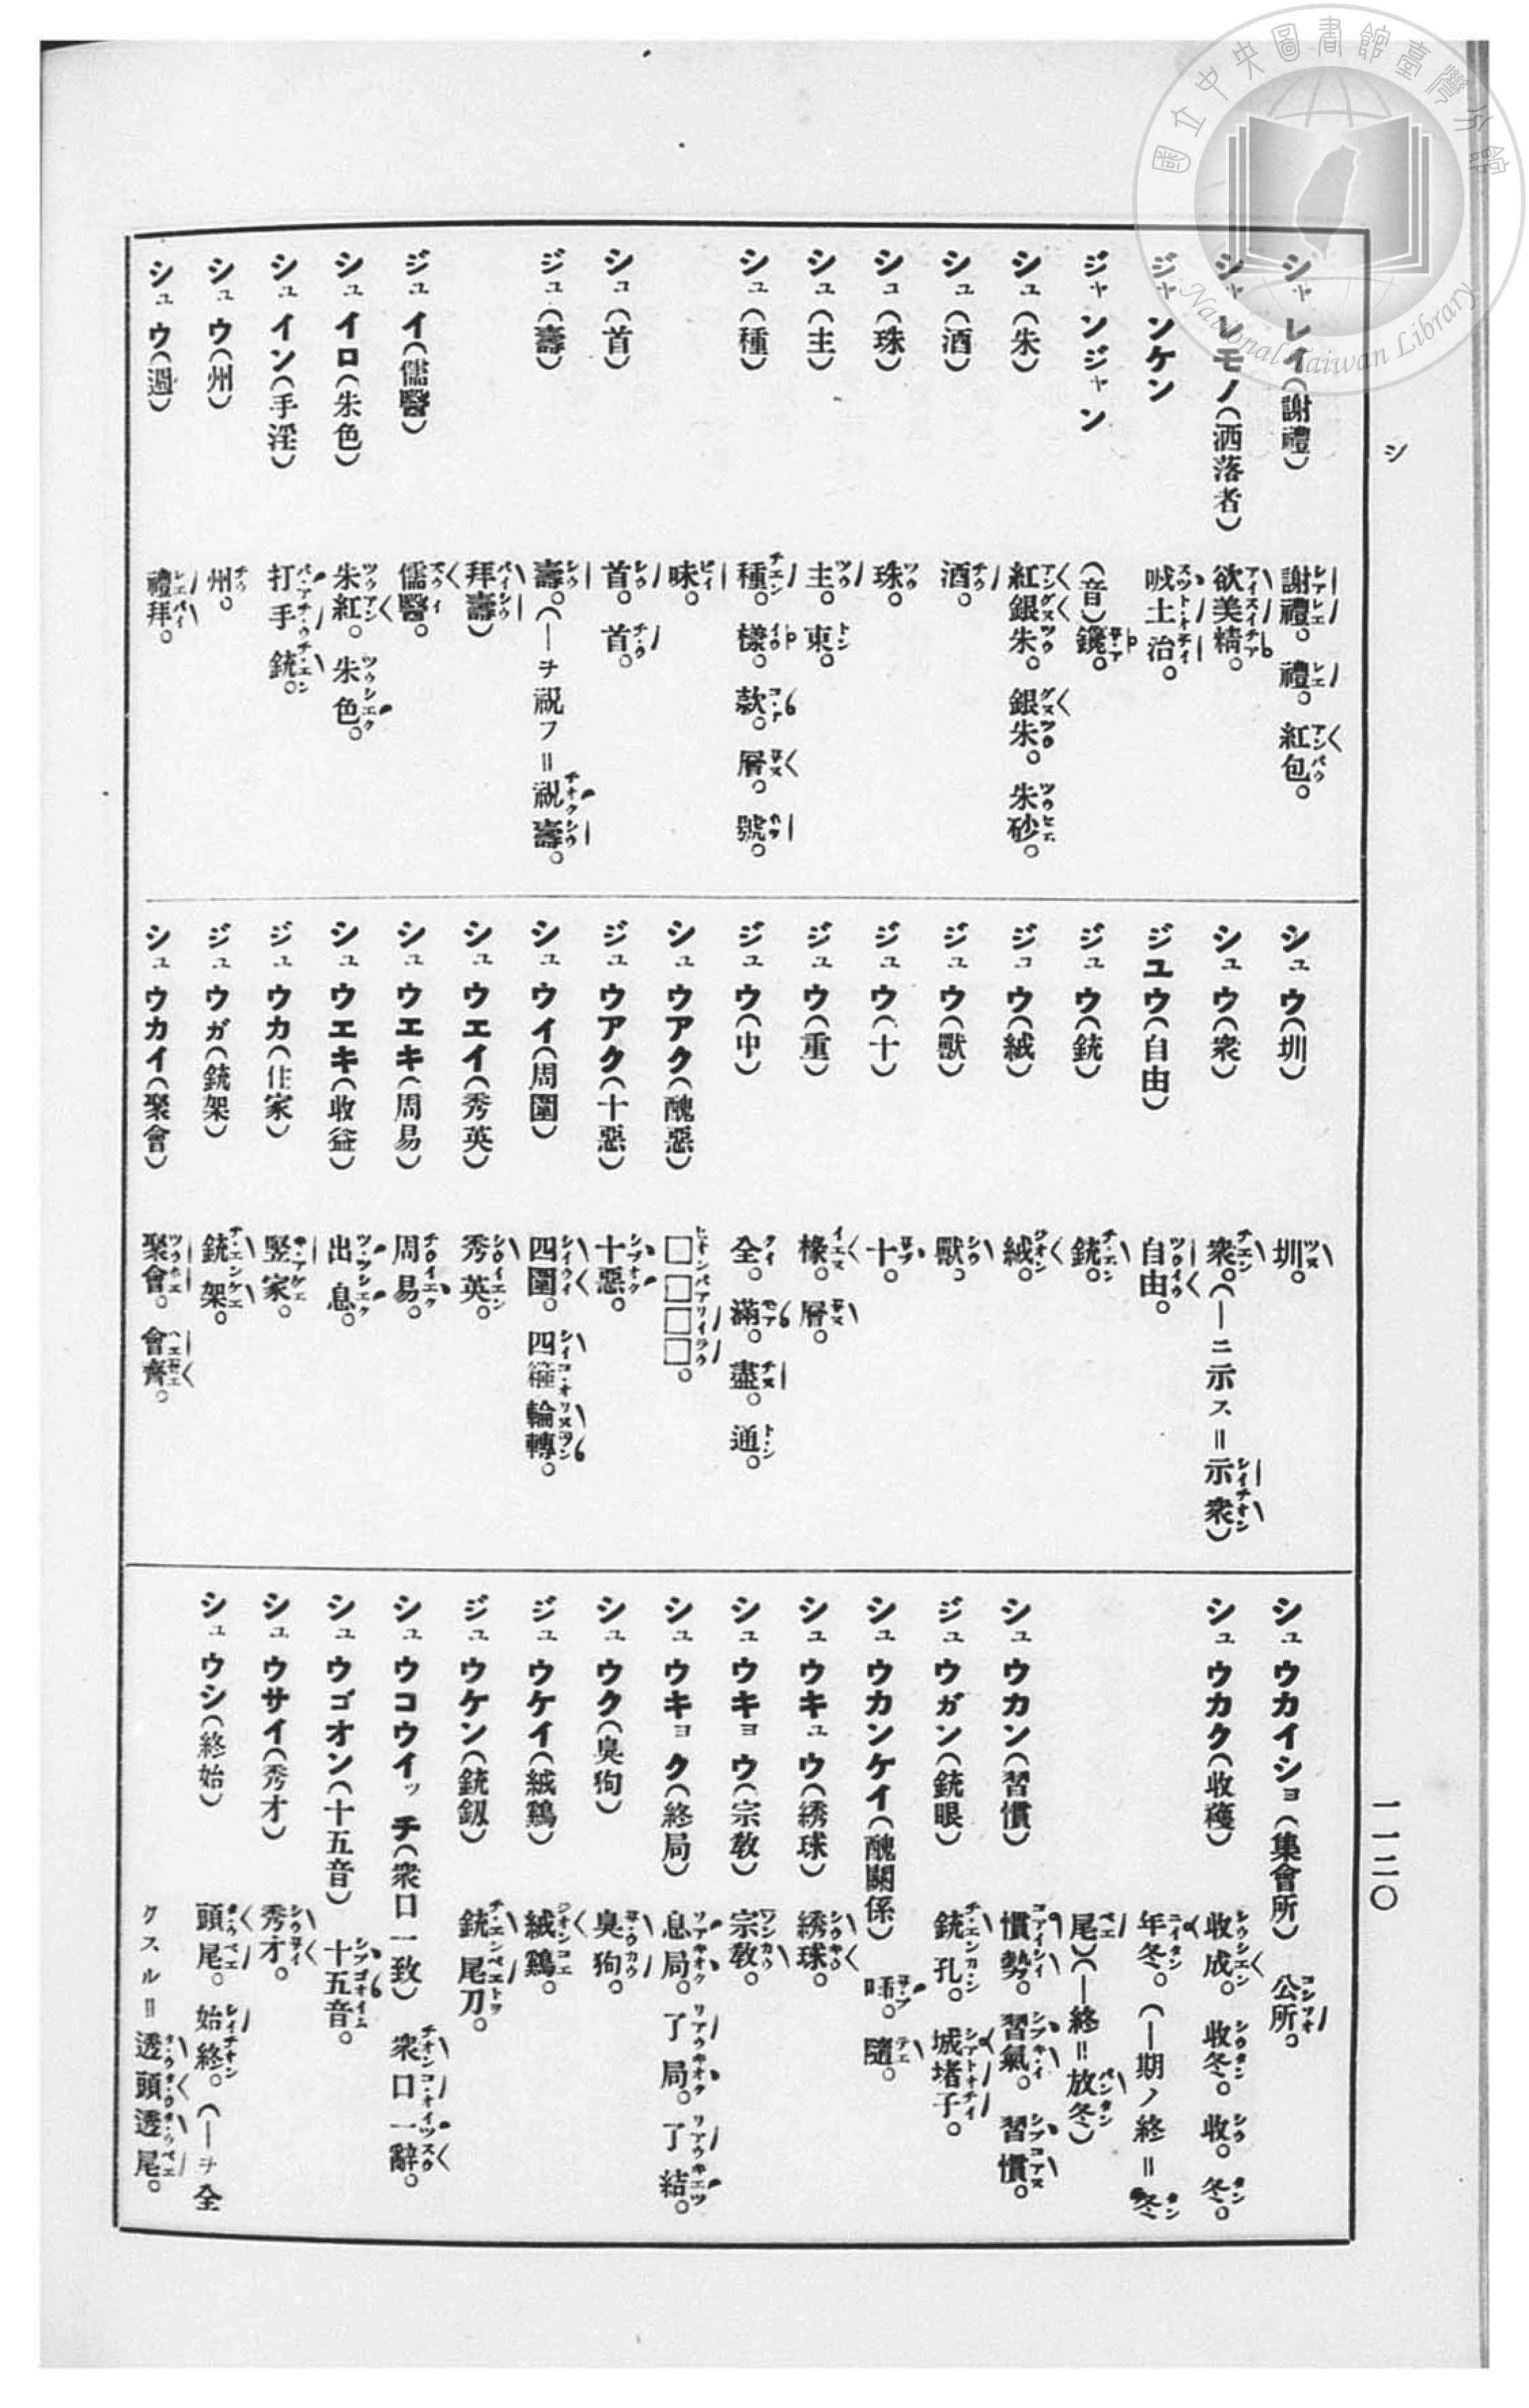 國立中央圖書館臺灣分館
National Taiwan Library
シ
一二〇
シャレイ(謝禮) 謝禮。禮。紅包。
シャレモノ(洒落者) 欲美精。
ジャンケン 喊土治。
ジャンジャン (音)鑱。
シュ(朱) 紅銀朱。銀朱。朱砂。
シュ(酒) 酒。
シュ(珠) 珠。
シュ(主) 主。東。
シュ(種) 種。樣。款。層。號。
味。
シュ(首) 首。首。
ジュ(壽) 壽。(―ヲ祝フ=祝壽。
拜壽)
ジュイ(儒醫) 儒醫。
シュイロ(朱色) 朱紅。朱色。
シュイン(手淫) 打手銃。
シュウ(州) 州。
シュウ(週) 禮拜。
シュウ(圳) 圳。
シュウ(衆) 衆。(―ニ示ス=示衆)
ジユウ(自由) 自由。
ジュウ(銃) 銃。
ジュウ(絨) 絨。
ジュウ(獸) 獸。
ジュウ(十) 十。
ジュウ(重) 椽。層。
ジュウ(中) 全。滿。盡。通。
シュウアク(醜惡) □□□□。
ジュウアク(十惡) 十惡。
シュウイ(周圍) 四圍。四箍輪轉。
シュウエイ(秀英) 秀英。
シュウエキ(周易) 周易。
シュウエキ(收益) 出息。
ジュウカ(住家) 竪家。
ジュウガ(銃架) 銃架。
シュウカイ(聚會) 聚會。會齊。
シュウカイショ(集會所) 公所。
シュウカク(收穫) 收成。收冬。收。冬。
年冬。(―期ノ終=冬
尾)(―終=放冬)
シュウカン(習慣) 慣勢。習氣。習慣。
ジュウガン(銃眼) 銃孔。城堵子。
シュウカンケイ(醜關係) 㗔。隨。
シュウキュウ(綉球) 綉球。
シュウキョウ(宗敎) 宗敎。
シュウキョク(終局) 息局。了局。了結。
シュウク(臭狗) 臭狗。
ジュウケイ(絨鷄) 絨鷄。
ジュウケン(銃劔) 銃尾刀。
シュウコウイッチ(衆口一致) 衆口一辭。
シュウゴオン(十五音) 十五音。
シュウサイ(秀才) 秀才。
シュウシ(終始) 頭尾。始終。(―ヲ全
クスル=透頭透尾。